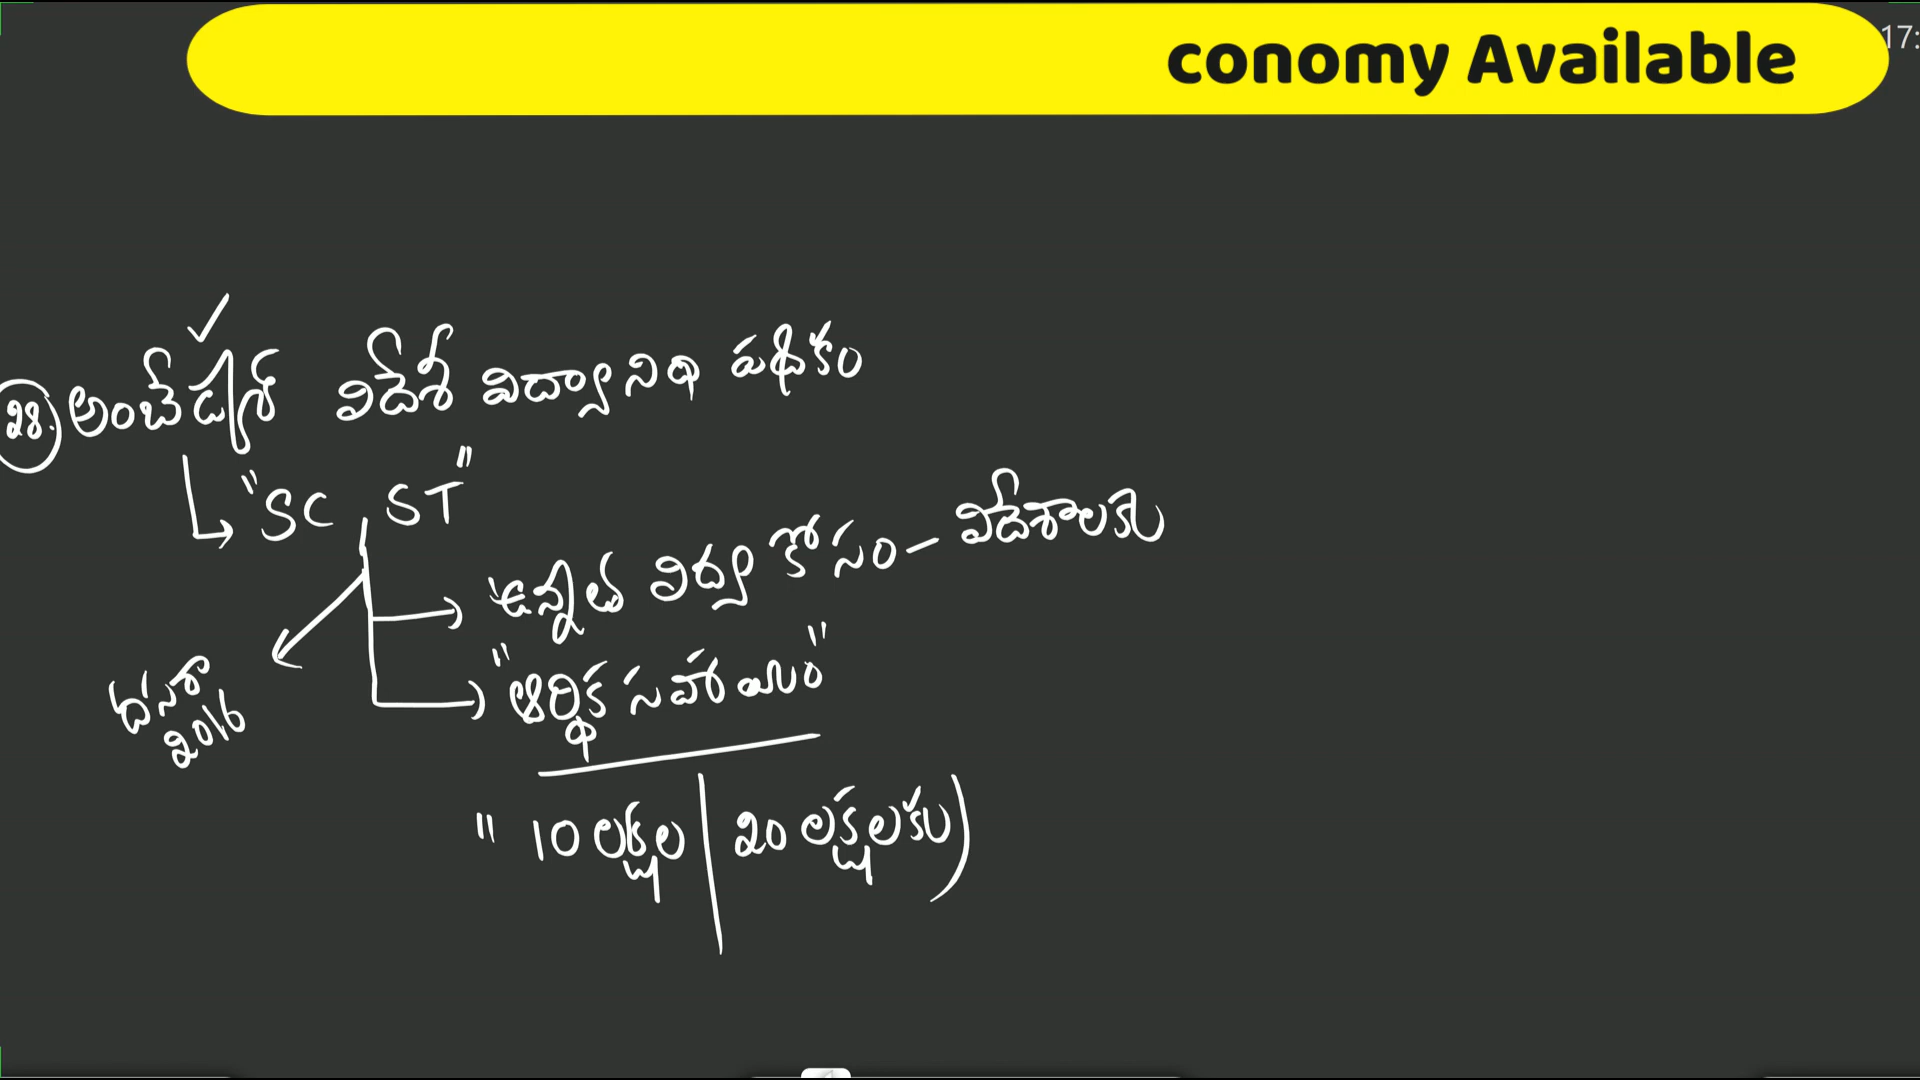 conomy Available
17:
28. అంబేడ్కర్ విదేశీ విద్యానిధి పథకం
"SC, ST"
ఉన్నత విద్య కోసం - విదేశాలకు
"ఆర్థిక సహాయం"
దసరా
2016
" 10 లక్షల | 20 లక్షలకు)